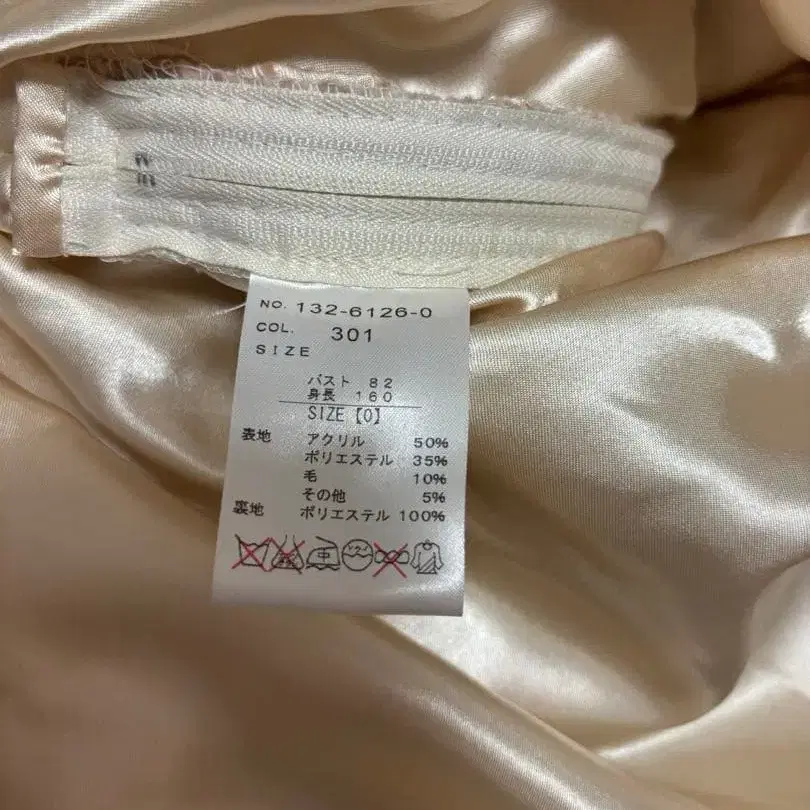 NO. 132-6126-0
COL. 301
SIZE
バスト 82
身長 160
SIZE【0】
表地 アクリル 50%
ポリエステル 35%
毛 10%
その他 5%
裏地 ポリエステル 100%
中